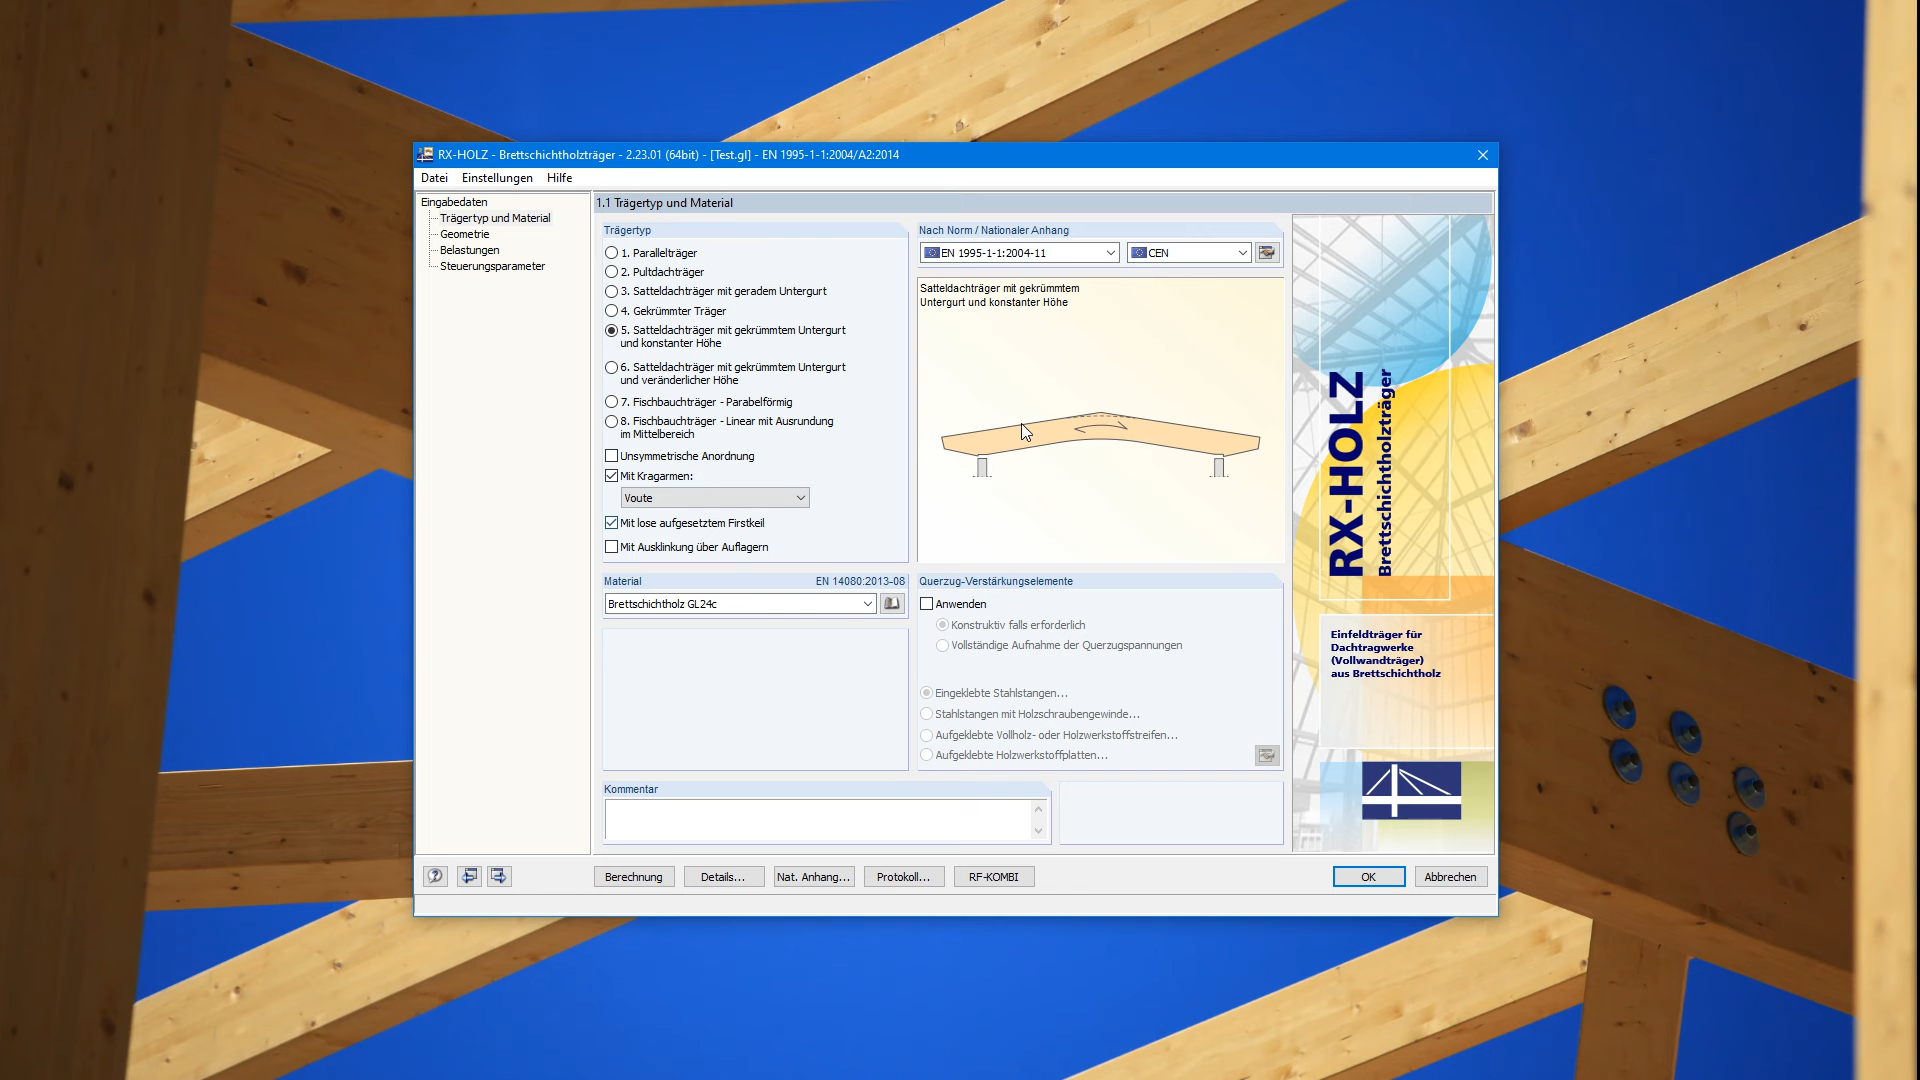 RX-HOLZ - Brettschichtholzträger - 2.23.01 (64bit) - [Test.gl] - EN 1995-1-1:2004/A2:2014
Datei Einstellungen Hilfe
Eingabedaten
Trägertyp und Material
Geometrie
Belastungen
Steuerungsparameter
1.1 Trägertyp und Material
Trägertyp
1. Parallelträger
2. Pultdachträger
3. Satteldachträger mit geradem Untergurt
4. Gekrümmter Träger
5. Satteldachträger mit gekrümmtem Untergurt
und konstanter Höhe
6. Satteldachträger mit gekrümmtem Untergurt
und veränderlicher Höhe
7. Fischbauchträger - Parabelförmig
8. Fischbauchträger - Linear mit Ausrundung
im Mittelbereich
Unsymmetrische Anordnung
Mit Kragarmen:
Voute
Mit lose aufgesetztem Firstkeil
Mit Ausklinkung über Auflagern
Material EN 14080:2013-08
Brettschichtholz GL24c
Nach Norm / Nationaler Anhang
EN 1995-1-1:2004-11 CEN
Satteldachträger mit gekrümmtem
Untergurt und konstanter Höhe
Querzug-Verstärkungselemente
Anwenden
Konstruktiv falls erforderlich
Vollständige Aufnahme der Querzugspannungen
Eingeklebte Stahlstangen...
Stahlstangen mit Holzschraubengewinde...
Aufgeklebte Vollholz- oder Holzwerkstoffstreifen...
Aufgeklebte Holzwerkstoffplatten...
Kommentar
RX-HOLZ
Brettschichtholzträger
Einfeldträger für
Dachtragwerke
(Vollwandträger)
aus Brettschichtholz
Berechnung Details... Nat. Anhang... Protokoll... RF-KOMBI OK Abbrechen